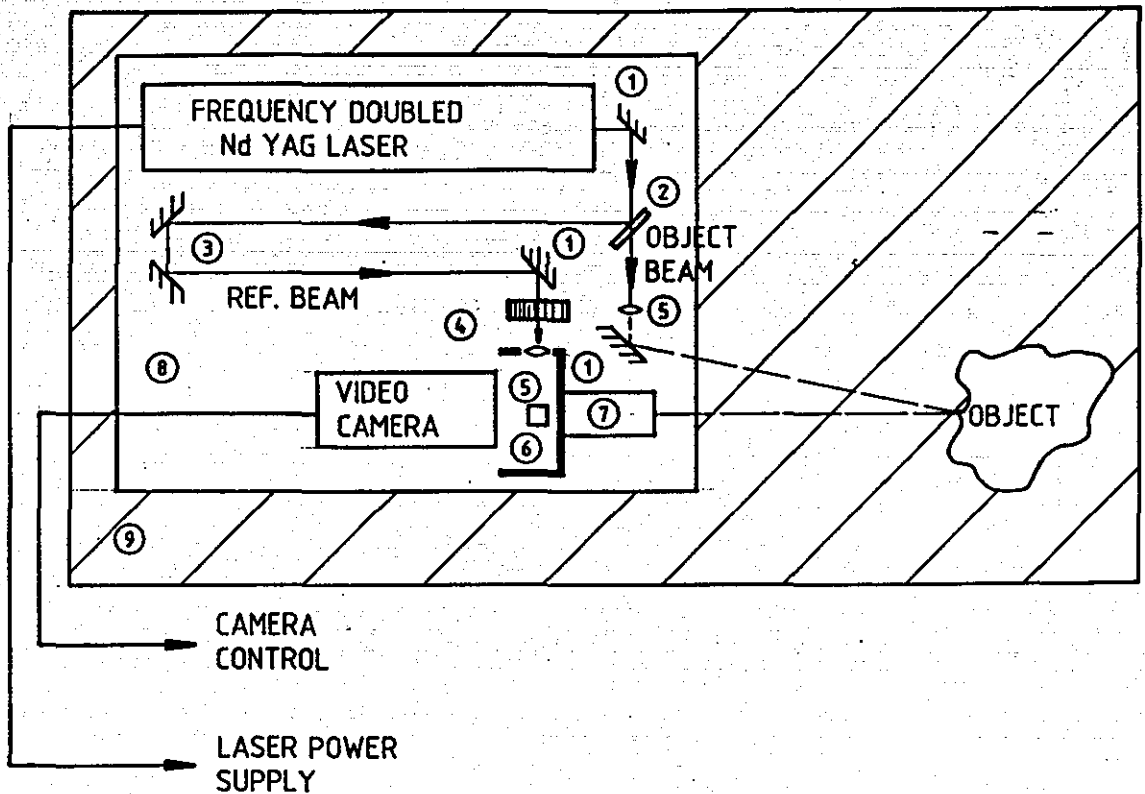 FREQUENCY DOUBLED
Nd YAG LASER
①
②
OBJECT
BEAM
③
①
REF. BEAM
④
⑤
⑧
①
VIDEO
CAMERA
⑤
⑦
OBJECT
⑥
⑨
CAMERA
CONTROL
LASER POWER
SUPPLY